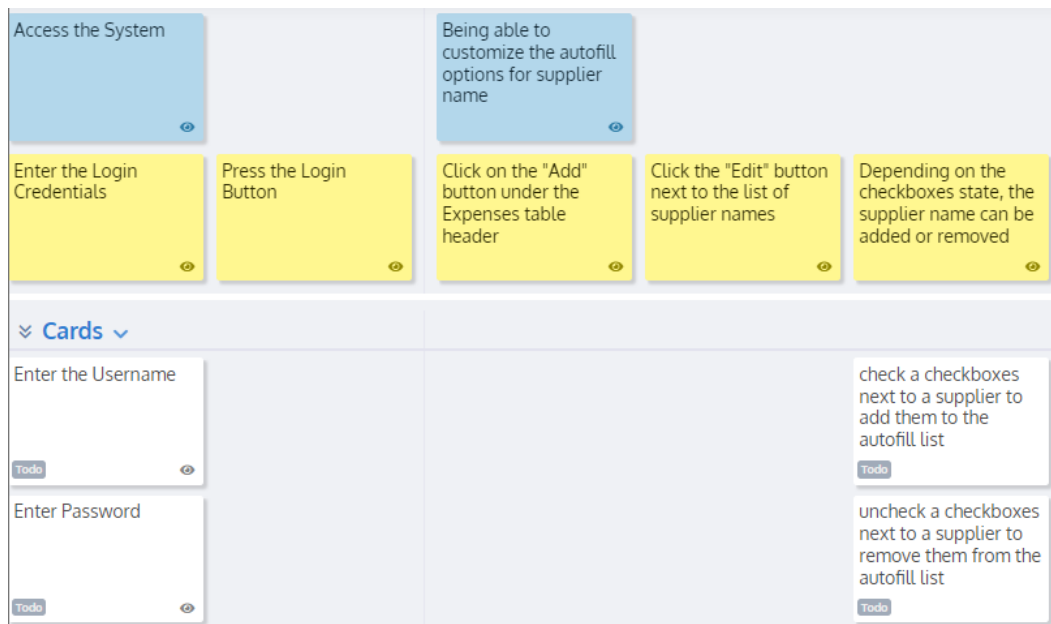 Access the System
Being able to
customize the autofill
options for supplier
name
Enter the Login
Credentials
Press the Login
Button
Click on the "Add"
button under the
Expenses table
header
Click the "Edit" button
next to the list of
supplier names
Depending on the
checkboxes state, the
supplier name can be
added or removed
Cards
Enter the Username
Todo
check a checkboxes
next to a supplier to
add them to the
autofill list
Todo
Enter Password
Todo
uncheck a checkboxes
next to a supplier to
remove them from the
autofill list
Todo